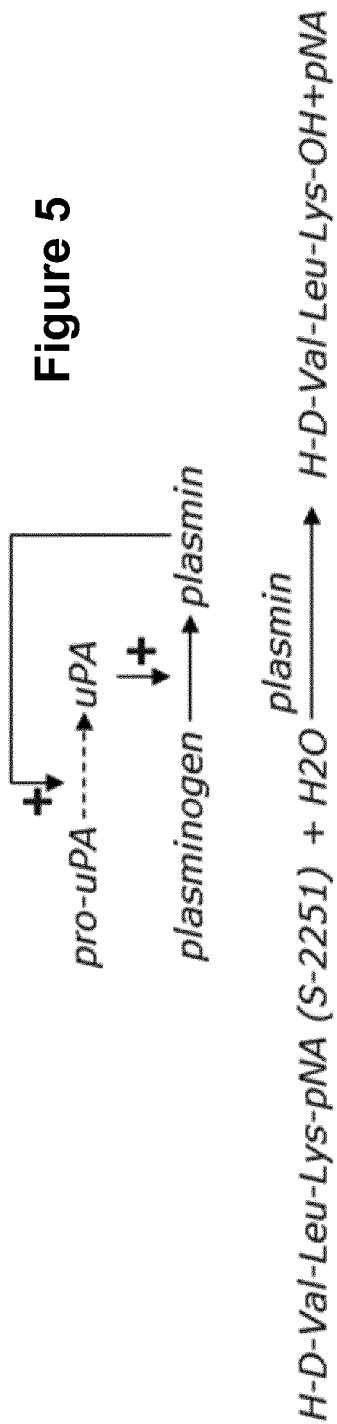 Figure 5
+
pro-uPA uPA
+
plasminogen plasmin
plasmin
H-D-Val-Leu-Lys-pNA (S-2251) + H2O H-D-Val-Leu-Lys-OH+pNA